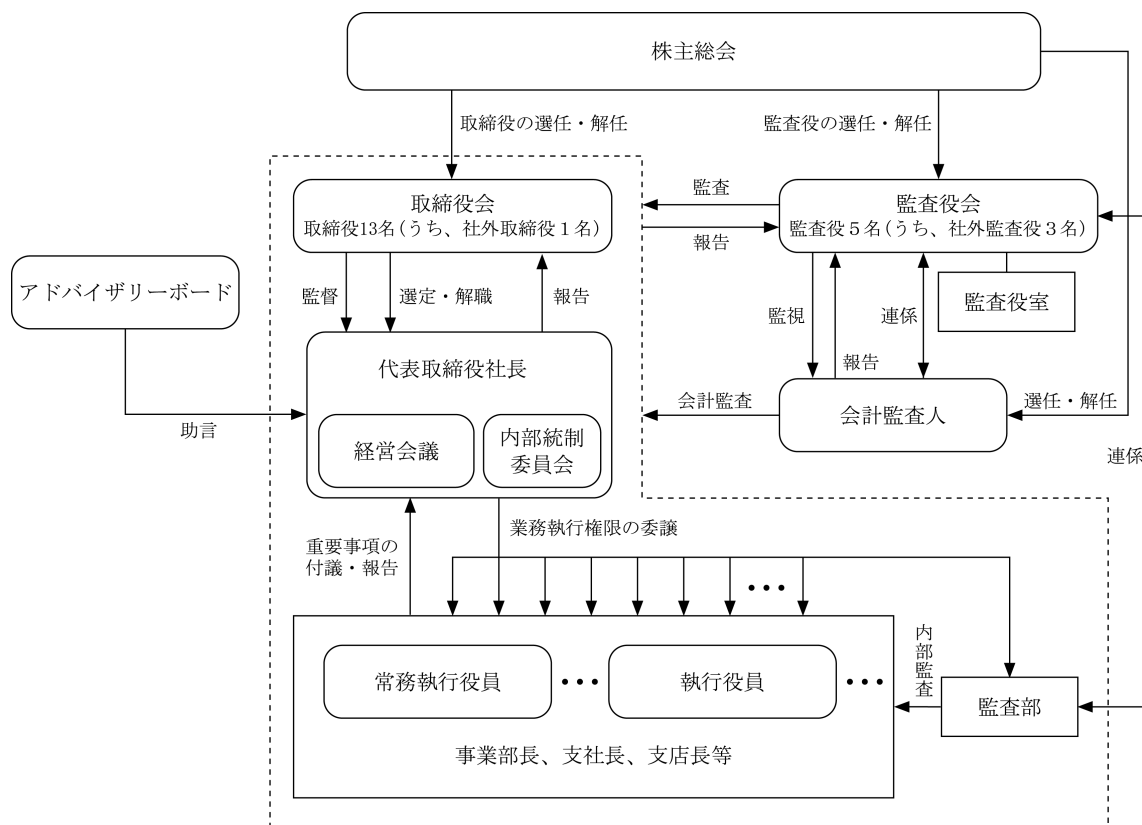 株主総会
取締役の選任・解任
監査役の選任・解任
取締役会
取締役13名(うち、社外取締役1名)
監査
報告
監査役会
監査役5名(うち、社外監査役3名)
アドバイザリーボード
監督
選定・解職
報告
監視
報告
連係
監査役室
代表取締役社長
経営会議
内部統制
委員会
助言
会計監査
会計監査人
選任・解任
連係
重要事項の
付議・報告
業務執行権限の委譲
•••
常務執行役員
•••
執行役員
•••
事業部長、支社長、支店長等
内部監査
監査部